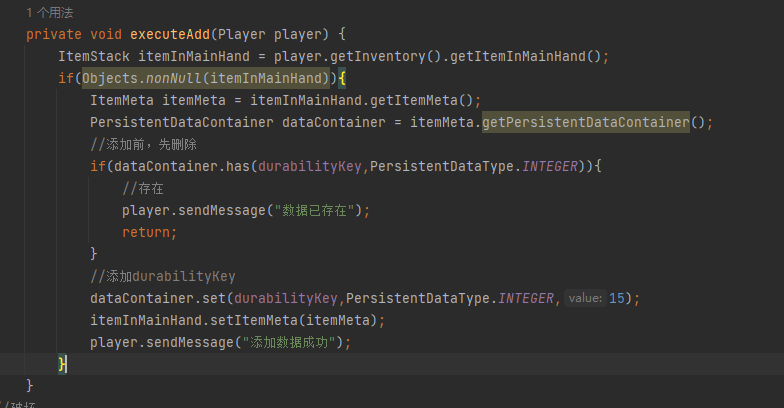 1 个用法
private void executeAdd(Player player) {
ItemStack itemInMainHand = player.getInventory().getItemInMainHand();
if(Objects.nonNull(itemInMainHand)){
ItemMeta itemMeta = itemInMainHand.getItemMeta();
PersistentDataContainer dataContainer = itemMeta.getPersistentDataContainer();
//添加前，先删除
if(dataContainer.has(durabilityKey,PersistentDataType.INTEGER)){
//存在
player.sendMessage("数据已存在");
return;
}
//添加durabilityKey
dataContainer.set(durabilityKey,PersistentDataType.INTEGER, value: 15);
itemInMainHand.setItemMeta(itemMeta);
player.sendMessage("添加数据成功");
}
}